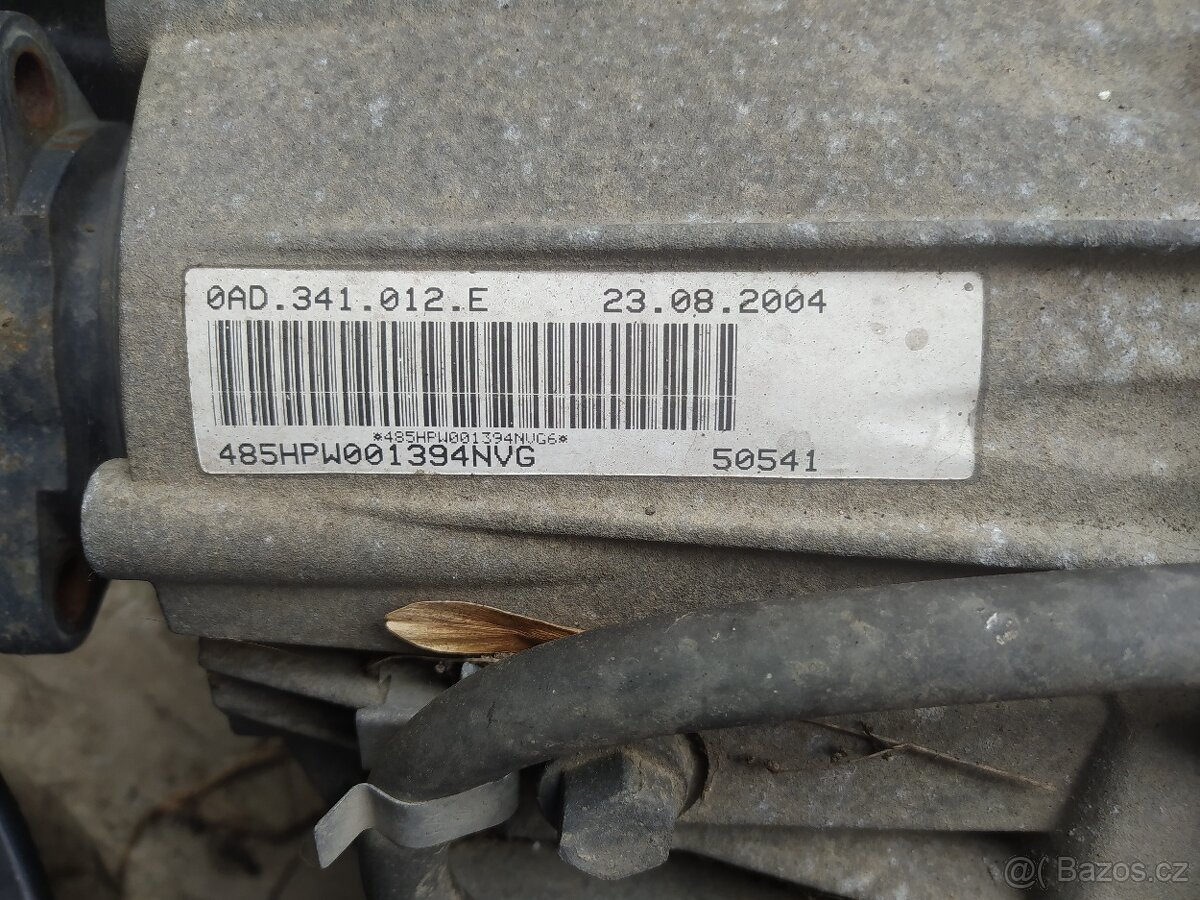 0AD.341.012.E 23.08.2004
*485HPW001394NVG6*
485HPW001394NVG 50541
@( Bazos.cz